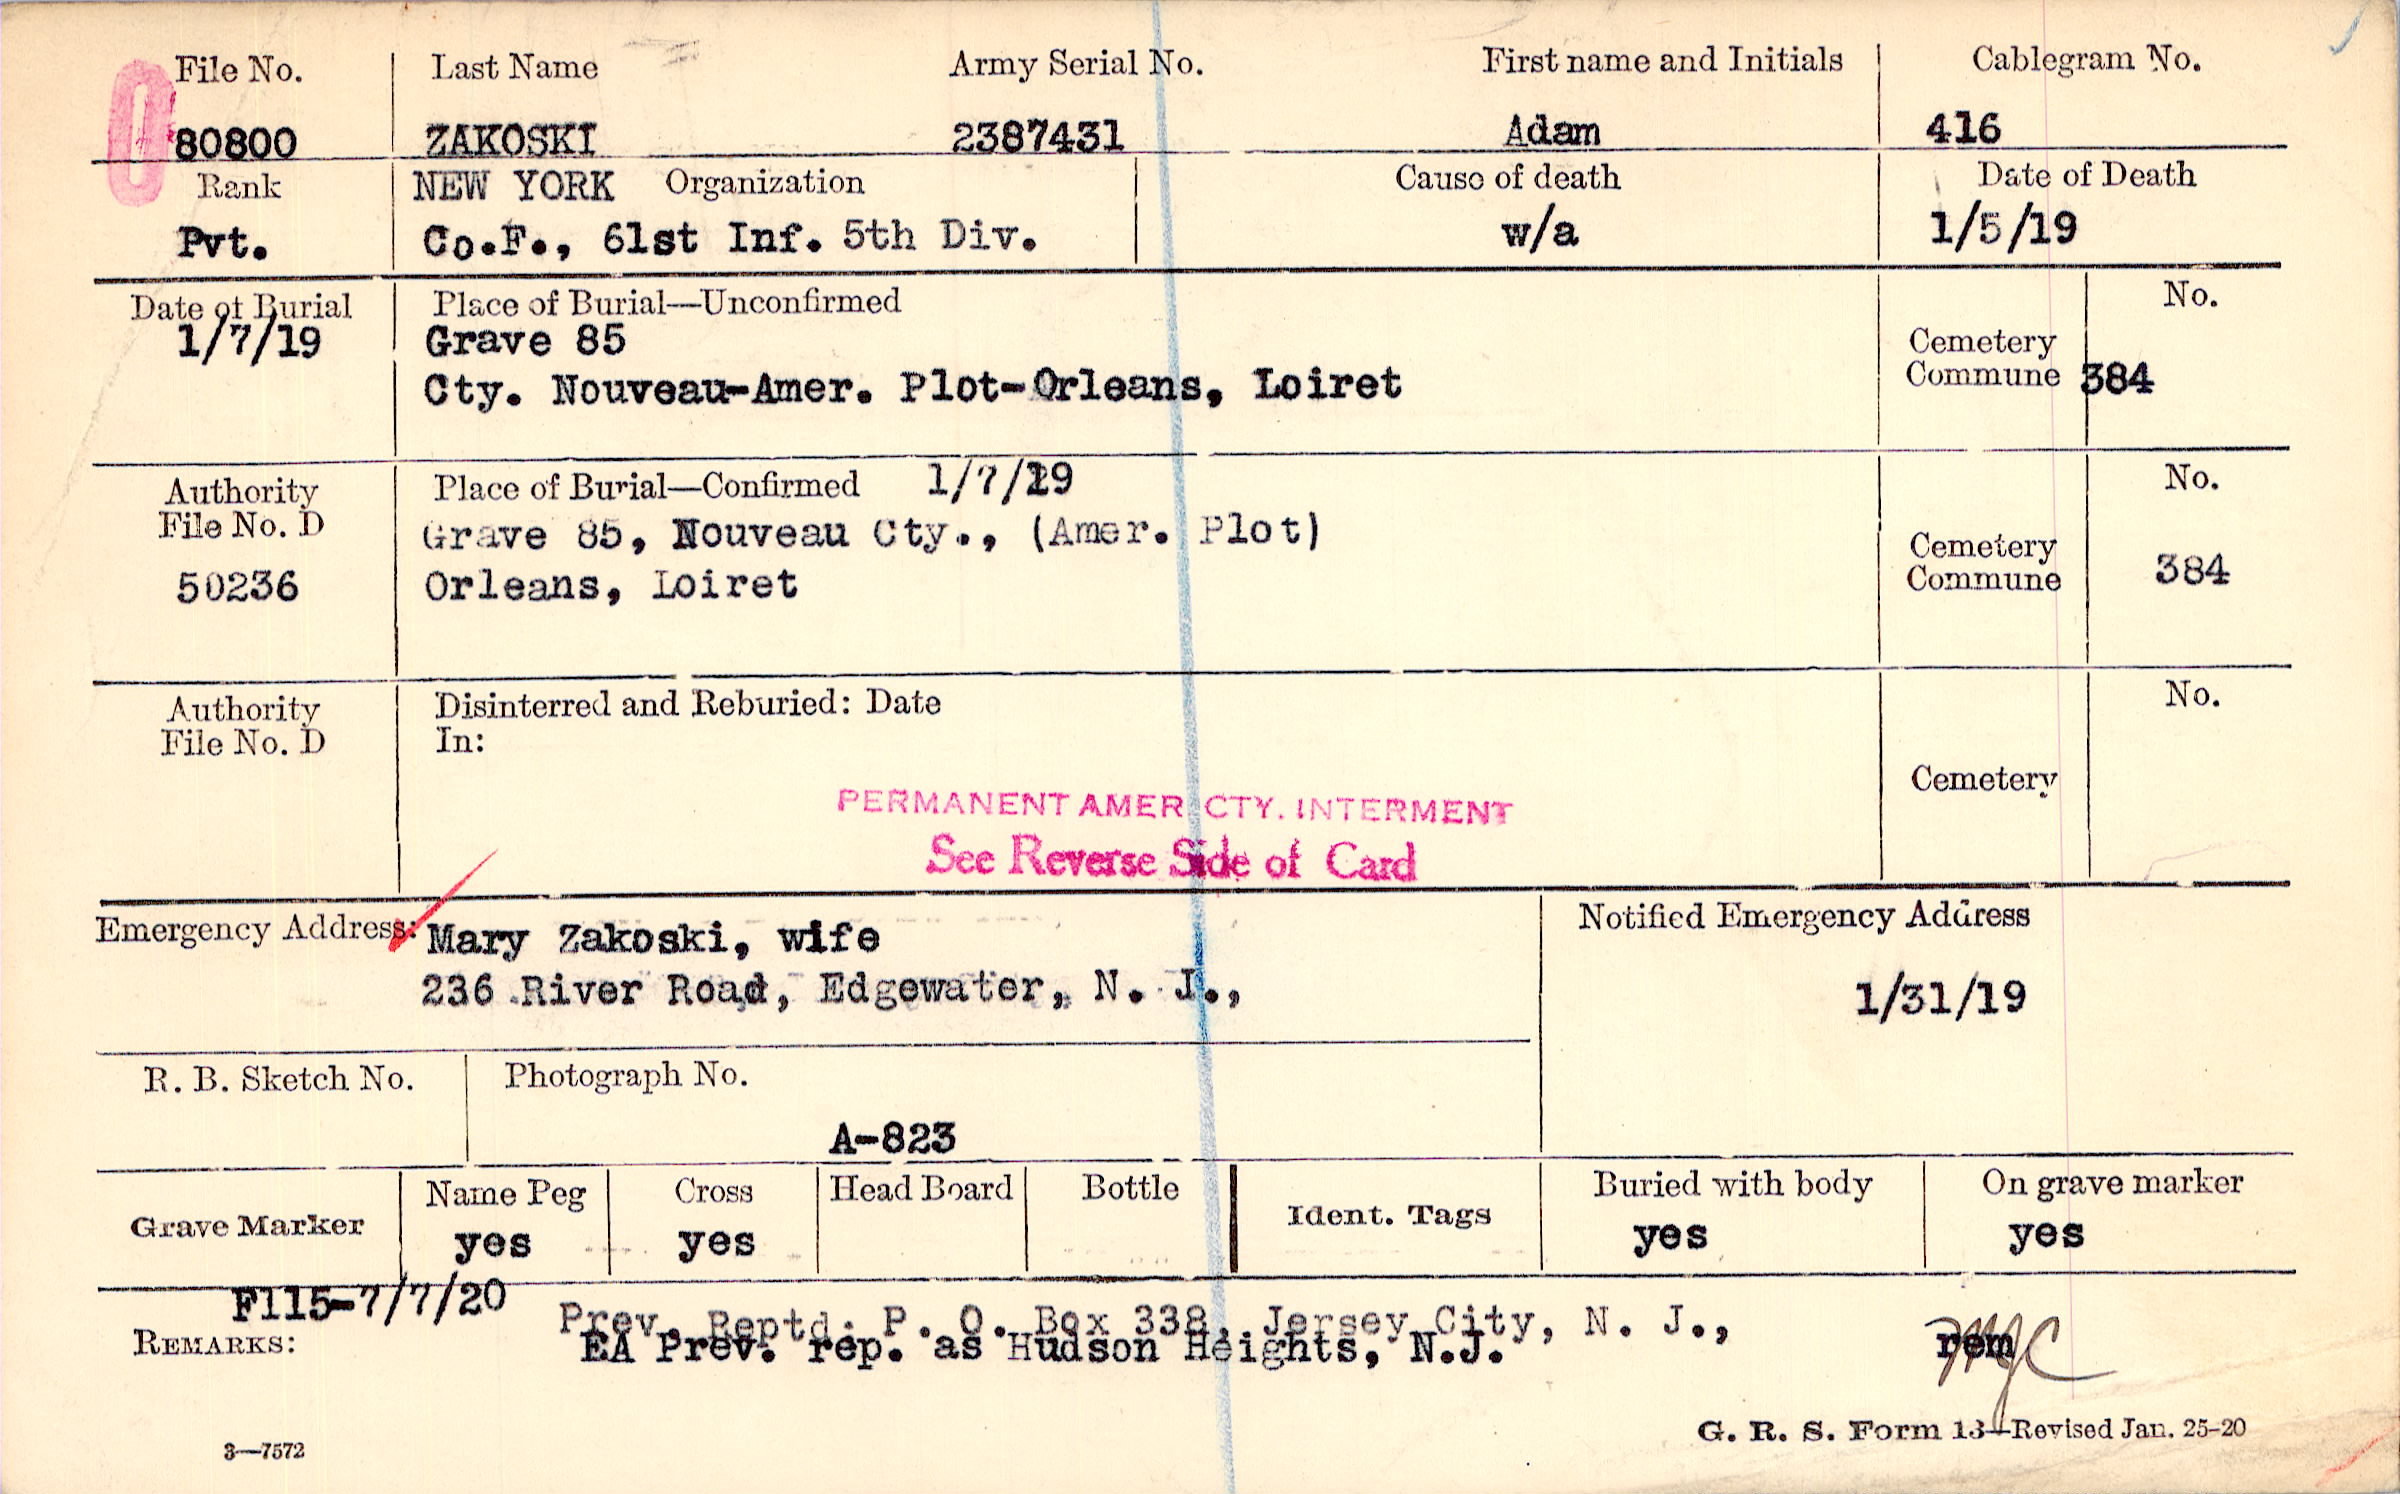 File No. Last Name Army Serial No. First name and Initials Cablegram No.
0 80800 ZAKOSKI 2387431 Adam 416
Rank NEW YORK Organization Cause of death Date of Death
Pvt. Co.F., 61st Inf. 5th Div. w/a 1/5/19
Date of Burial Place of Burial—Unconfirmed No.
1/7/19 Grave 85 Cemetery
Cty. Nouveau-Amer. Plot-Orleans, Loiret Commune 384
Authority Place of Burial—Confirmed 1/7/19 No.
File No. D Grave 85, Nouveau Cty., (Amer. Plot) Cemetery
50236 Orleans, Loiret Commune 384
Authority Disinterred and Reburied: Date No.
File No. D In:
Cemetery
PERMANENT AMER CTY. INTERMENT
See Reverse Side of Card
Emergency Address: Mary Zakoski, wife Notified Emergency Address
236 River Road, Edgewater, N. J., 1/31/19
R. B. Sketch No. Photograph No.
A-823
Grave Marker Name Peg Cross Head Board Bottle Ident. Tags Buried with body On grave marker
yes yes yes yes
F115-7/7/20 Prev. Reptd: P. O. Box 338, Jersey City, N. J.,
REMARKS: EA Prev. rep. as Hudson Heights, N.J. rem
G. R. S. Form 13—Revised Jan. 25-20
3—7572